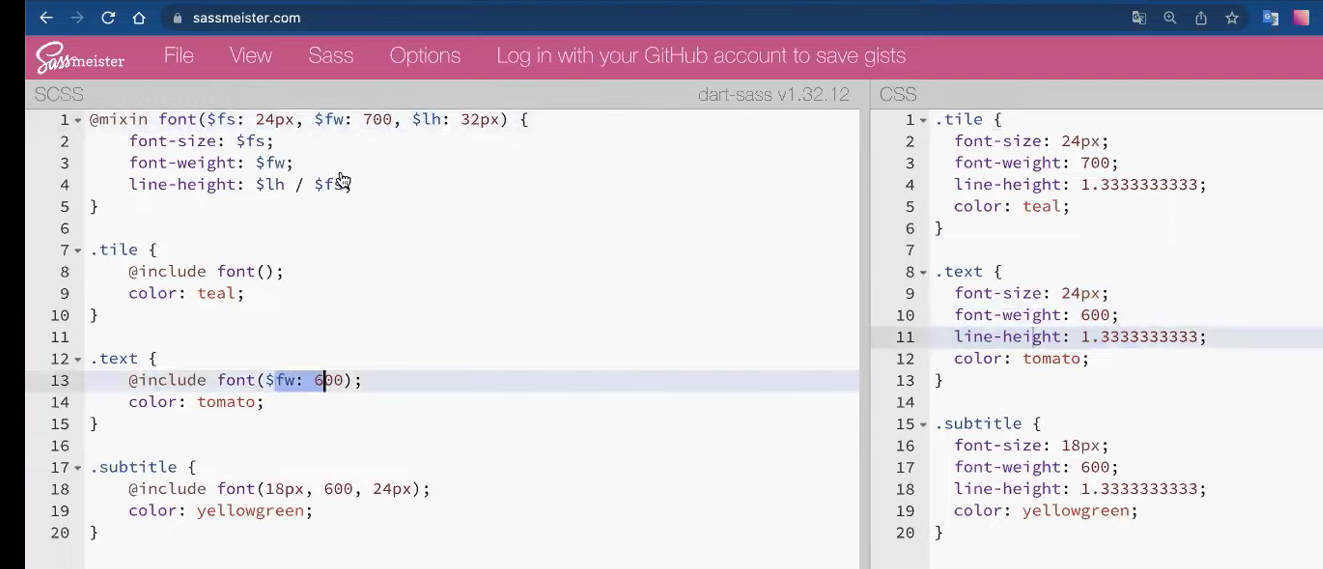 sassmeister.com
Sassmeister File View Sass Options Log in with your GitHub account to save gists
SCSS dart-sass v1.32.12
1 @mixin font($fs: 24px, $fw: 700, $lh: 32px) {
2 font-size: $fs;
3 font-weight: $fw;
4 line-height: $lh / $fs;
5 }
6
7 .tile {
8 @include font();
9 color: teal;
10 }
11
12 .text {
13 @include font($fw: 600);
14 color: tomato;
15 }
16
17 .subtitle {
18 @include font(18px, 600, 24px);
19 color: yellowgreen;
20 }
CSS
1 .tile {
2 font-size: 24px;
3 font-weight: 700;
4 line-height: 1.3333333333;
5 color: teal;
6 }
7
8 .text {
9 font-size: 24px;
10 font-weight: 600;
11 line-height: 1.3333333333;
12 color: tomato;
13 }
14
15 .subtitle {
16 font-size: 18px;
17 font-weight: 600;
18 line-height: 1.3333333333;
19 color: yellowgreen;
20 }